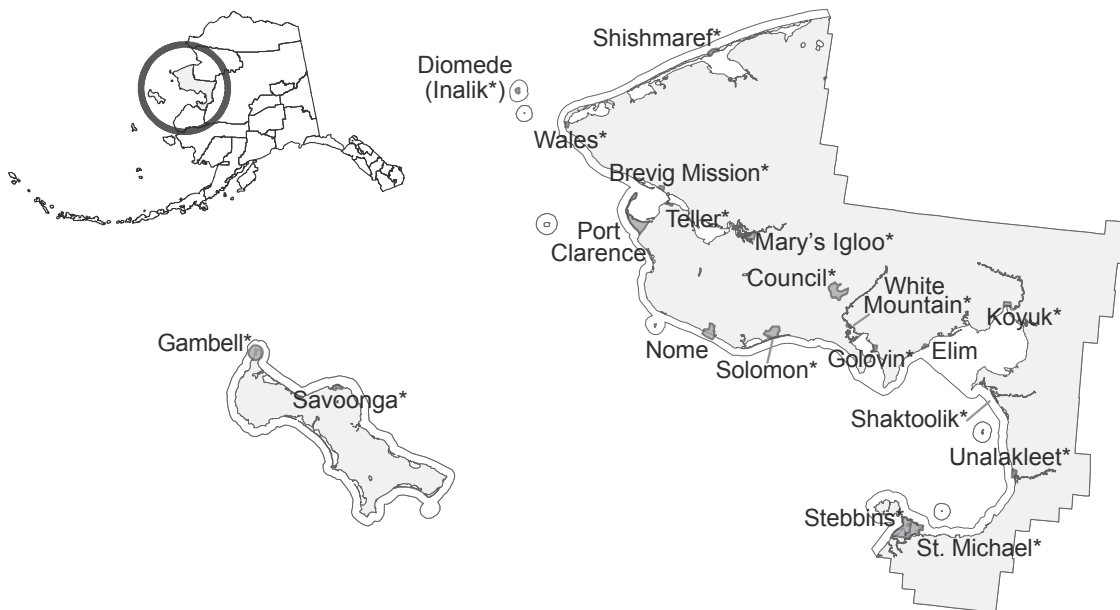 Shishmaref*
Diomede
(Inalik*)
Wales*
Brevig Mission*
Teller*
Port
Clarence
Mary's Igloo*
Council*
White
Mountain*
Koyuk*
Gambell*
Nome
Solomon*
Golovin*
Elim
Savoonga*
Shaktoolik*
Unalakleet*
Stebbins*
St. Michael*